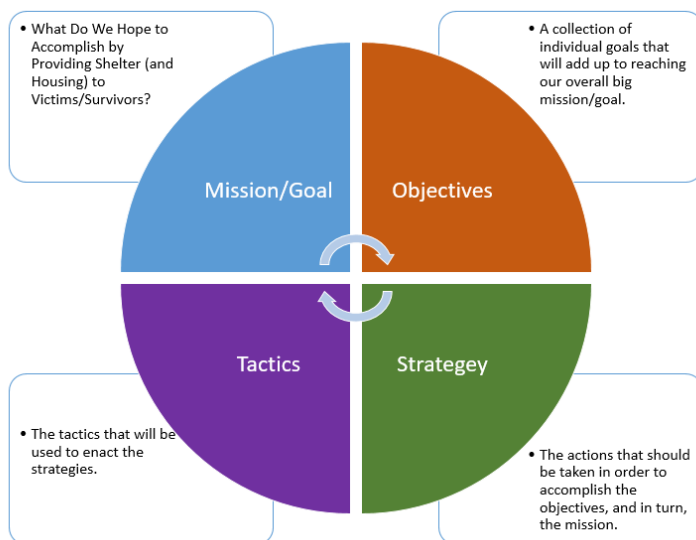 • What Do We Hope to
Accomplish by
Providing Shelter (and
Housing) to
Victims/Survivors?
• A collection of
individual goals that
will add up to reaching
our overall big
mission/goal.
Mission/Goal
Objectives
Tactics
Strategey
• The tactics that will be
used to enact the
strategies.
• The actions that should
be taken in order to
accomplish the
objectives, and in turn,
the mission.